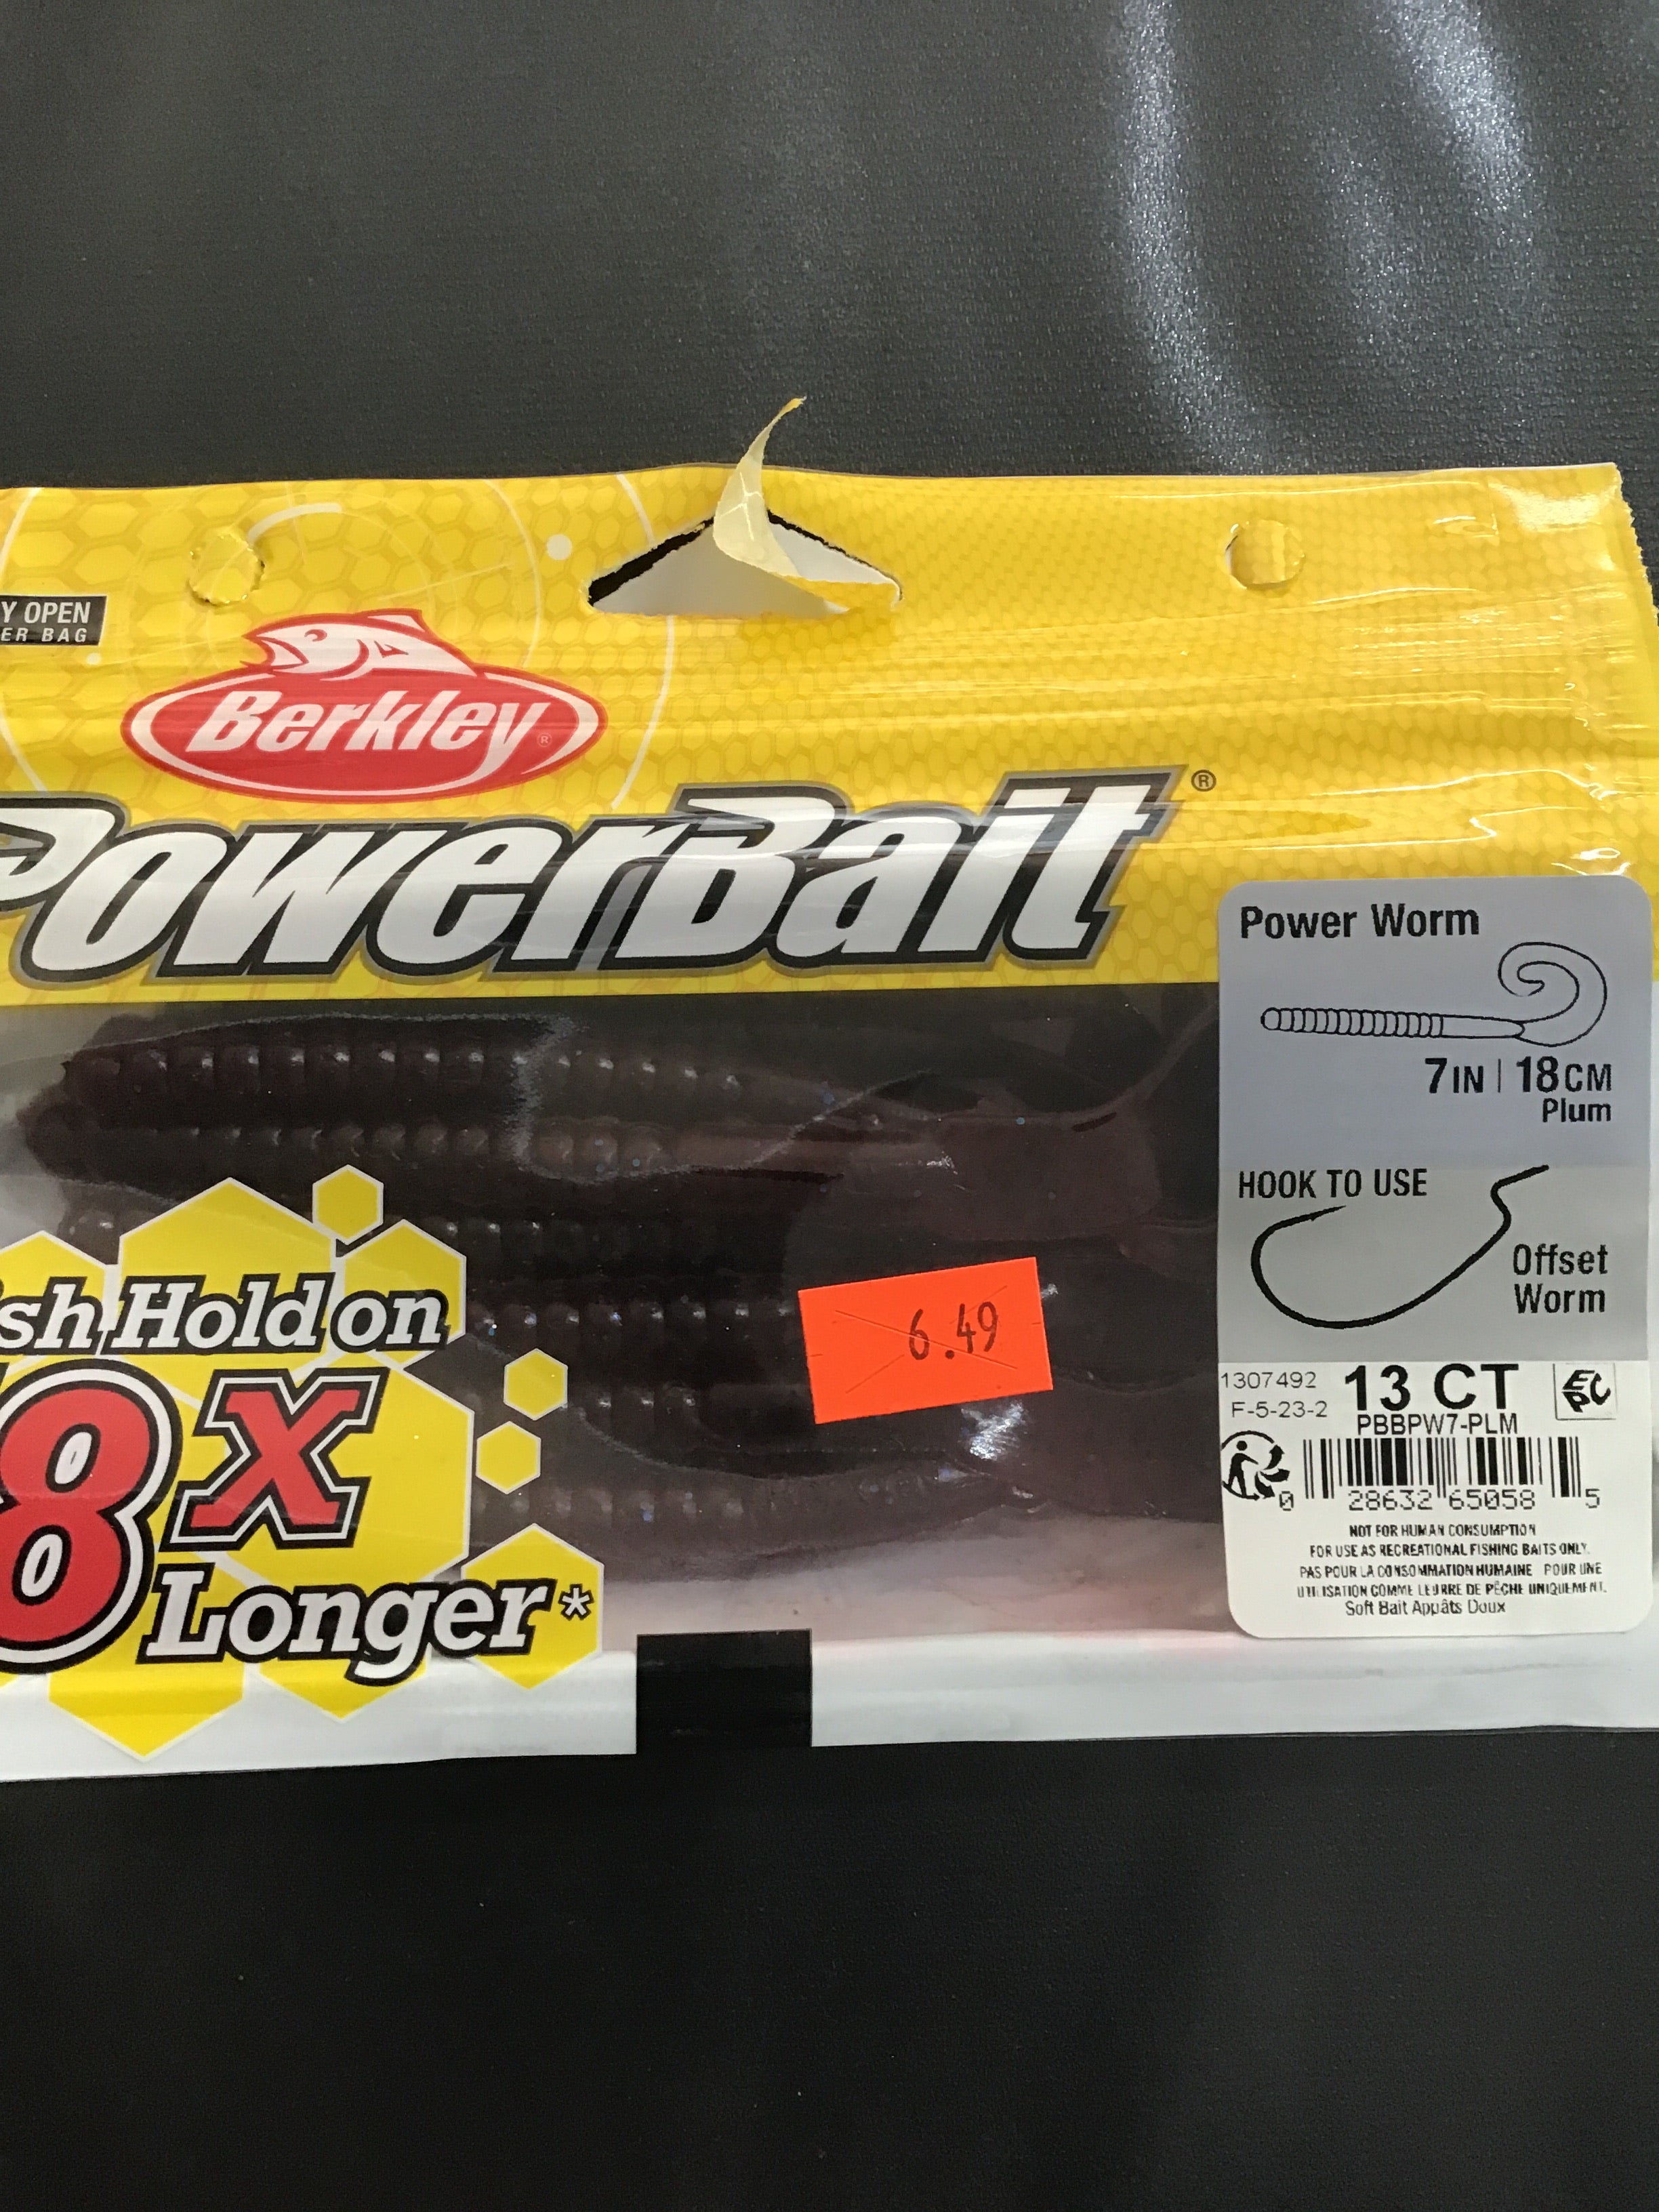 Y OPEN
ER BAG
Berkley®
PowerBait®
Power Worm
7IN | 18CM
Plum
HOOK TO USE
Offset
Worm
sh Hold on
8X
Longer*
6.49
1307492
13 CT
F-5-23-2
PBBPW7-PLM
0 28632 65058 5
NOT FOR HUMAN CONSUMPTION
FOR USE AS RECREATIONAL FISHING BAITS ONLY.
PAS POUR LA CONSOMMATION HUMAINE POUR UNE
UTILISATION COMME LEURRE DE PÊCHE UNIQUEMENT.
Soft Bait Appâts Doux